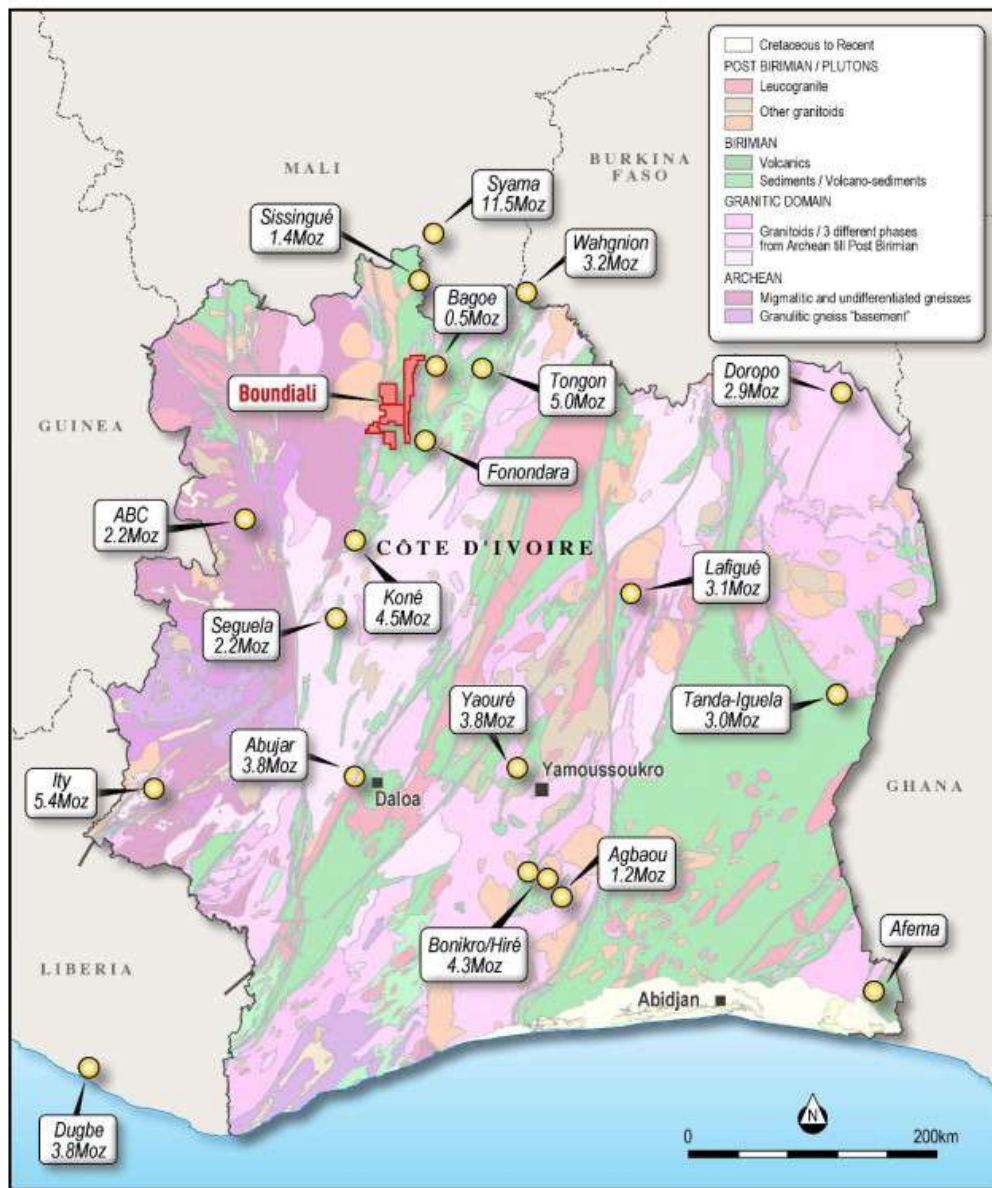 Cretaceous to Recent
POST BIRIMIAN / PLUTONS
Leucogranite
Other granitoids
BIRIMIAN
Volcanics
Sediments / Volcano-sediments
GRANITIC DOMAIN
Granitoids / 3 different phases
from Archean till Post Birimian
ARCHEAN
Migmalitic and undifferentiated gneisses
Granulitic gneiss "basement"
MALI
BURKINA
FASO
Syama
11.5Moz
Sissingué
1.4Moz
Wahgnion
3.2Moz
Bagoe
0.5Moz
Boundiali
Tongon
5.0Moz
Doropo
2.9Moz
GUINEA
Fonondara
ABC
2.2Moz
CÔTE D'IVOIRE
Koné
4.5Moz
Lafigué
3.1Moz
Seguela
2.2Moz
Tanda-Iguela
3.0Moz
Yaouré
3.8Moz
Abujar
3.8Moz
Ity
5.4Moz
Daloa
Yamoussoukro
GHANA
Agbaou
1.2Moz
Bonikro/Hiré
4.3Moz
Afema
LIBERIA
Abidjan
Dugbe
3.8Moz
N
0 200km